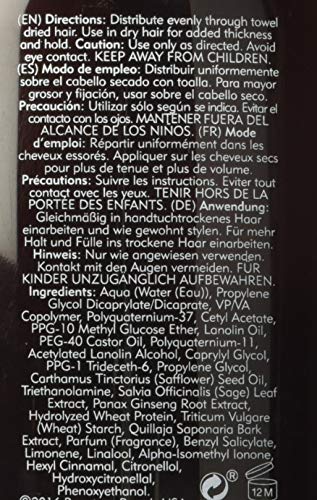 (EN) Directions: Distribute evenly through towel
dried hair. Use in dry hair for added thickness
and hold. Caution: Use only as directed. Avoid
eye contact. KEEP AWAY FROM CHILDREN.
(ES) Modo de empleo: Distribuir uniformemente
sobre el cabello secado con toalla. Para mayor
grosor y fijación, usar sobre el cabello seco.
Precaución: Utilizar sólo según se indica. Evitar el
contacto con los ojos. MANTENER FUERA DEL
ALCANCE DE LOS NINOS. (FR) Mode
d'emploi: Répartir uniformément dans les
cheveux essorés. Appliquer sur les cheveux secs
pour plus de tenue et plus de volume.
Précautions: Suivre les instructions. Eviter tout
contact avec les yeux. TENIR HORS DE LA
PORTÉE DES ENFANTS. (DE) Anwendung:
Gleichmäßig in handtuchtrockenes Haar
einarbeiten und wie gewohnt stylen. Für mehr
Halt und Fülle ins trockene Haar einarbeiten.
Hinweis: Nur wie angewiesen verwenden.
Kontakt mit den Augen vermeiden. FÜR
KINDER UNZUGÄNGLICH AUFBEWAHREN.
Ingredients: Aqua (Water (Eau)), Propylene
Glycol Dicaprylate/Dicaprate, VP/VA
Copolymer, Polyquaternium-37, Cetyl Acetate,
PPG-10 Methyl Glucose Ether, Lanolin Oil,
PEG-40 Castor Oil, Polyquaternium-11,
Acetylated Lanolin Alcohol, Caprylyl Glycol,
PPG-1 Trideceth-6, Propylene Glycol,
Carthamus Tinctorius (Safflower) Seed Oil,
Triethanolamine, Salvia Officinalis (Sage) Leaf
Extract, Panax Ginseng Root Extract,
Hydrolyzed Wheat Protein, Triticum Vulgare
(Wheat) Starch, Quillaja Saponaria Bark
Extract, Parfum (Fragrance), Benzyl Salicylate,
Limonene, Linalool, Alpha-Isomethyl Ionone,
Hexyl Cinnamal, Citronellol,
Hydroxycitronellal,
Phenoxyethanol.
12M